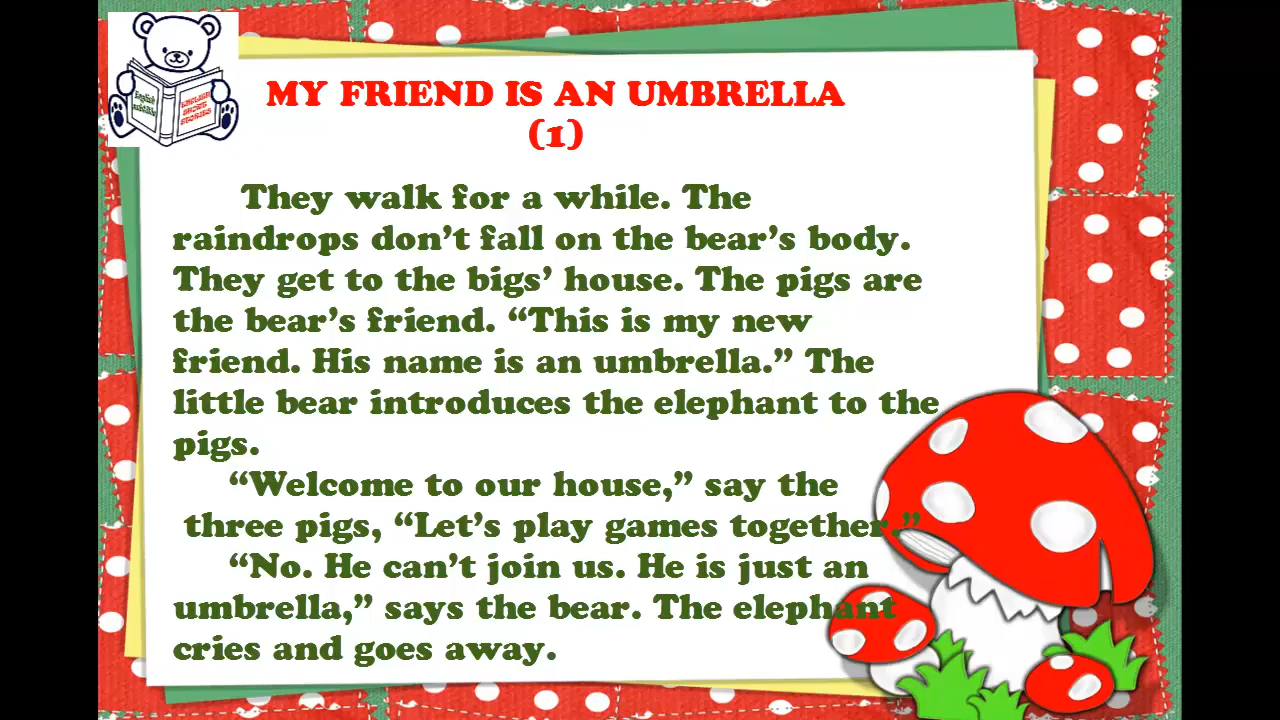 MY FRIEND IS AN UMBRELLA
(1)
They walk for a while. The
raindrops don’t fall on the bear’s body.
They get to the bigs’ house. The pigs are
the bear’s friend. “This is my new
friend. His name is an umbrella.” The
little bear introduces the elephant to the
pigs.
“Welcome to our house,” say the
three pigs, “Let’s play games together.”
“No. He can’t join us. He is just an
umbrella,” says the bear. The elephant
cries and goes away.
English
ENGLISH
SHORT
STORIES